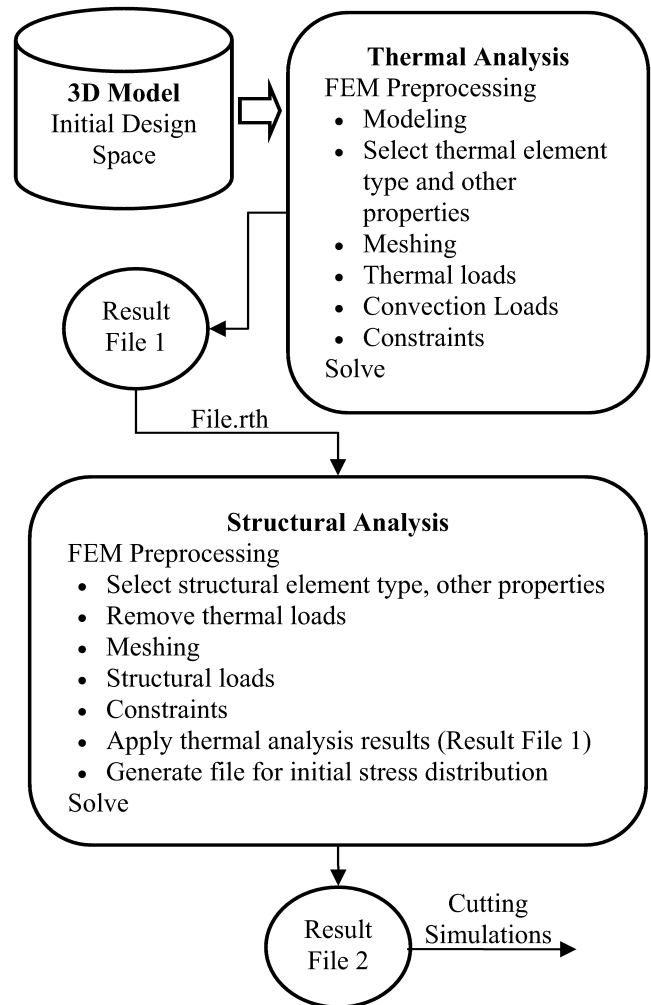 3D Model
Initial Design
Space
Thermal Analysis
FEM Preprocessing
• Modeling
• Select thermal element
type and other
properties
• Meshing
• Thermal loads
• Convection Loads
• Constraints
Solve
Result
File 1
File.rth
Structural Analysis
FEM Preprocessing
• Select structural element type, other properties
• Remove thermal loads
• Meshing
• Structural loads
• Constraints
• Apply thermal analysis results (Result File 1)
• Generate file for initial stress distribution
Solve
Result
File 2
Cutting
Simulations